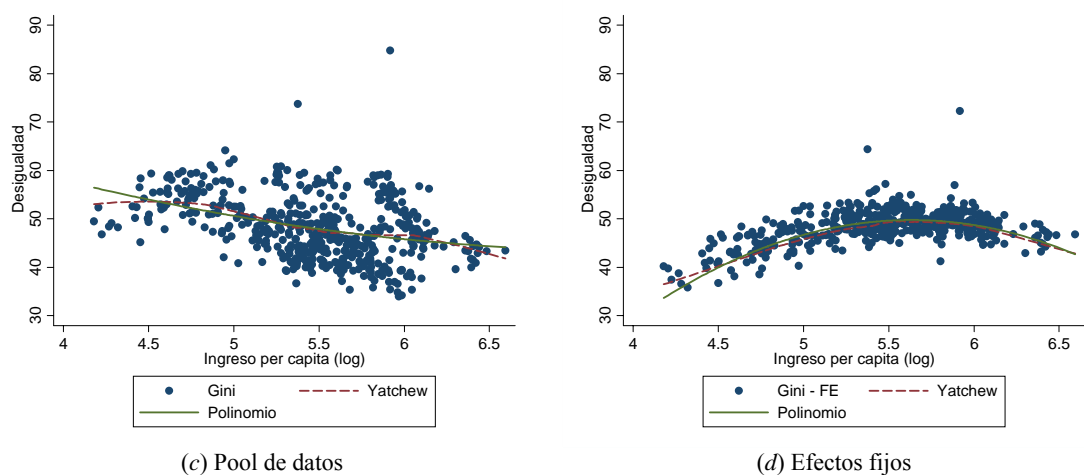 90
80
70
60
50
40
30
Desigualdad
4
4.5
5
5.5
6
6.5
Ingreso per capita (log)
Gini
Yatchew
Polinomio
(c) Pool de datos
90
80
70
60
50
40
30
Desigualdad
4
4.5
5
5.5
6
6.5
Ingreso per capita (log)
Gini - FE
Yatchew
Polinomio
(d) Efectos fijos